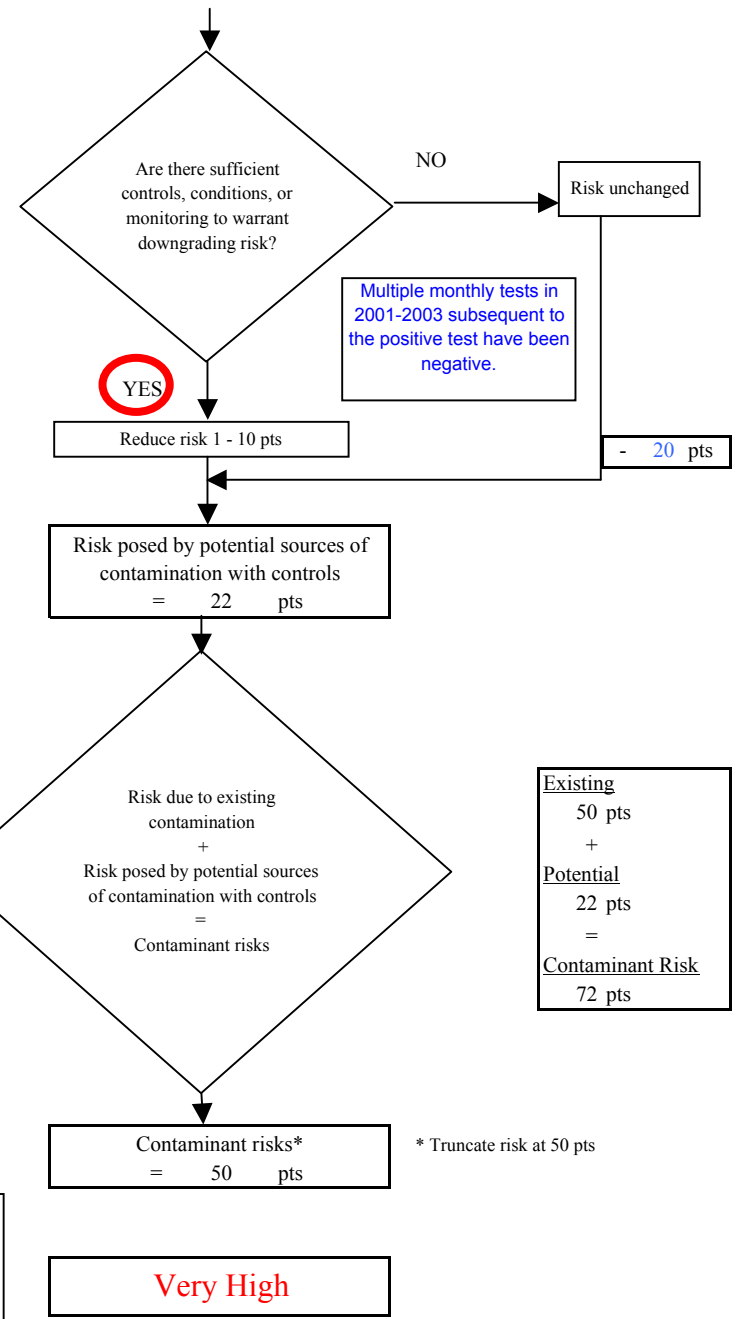 Are there sufficient
controls, conditions, or
monitoring to warrant
downgrading risk?
NO
Risk unchanged
Multiple monthly tests in
2001-2003 subsequent to
the positive test have been
negative.
YES
Reduce risk 1 - 10 pts
- 20 pts
Risk posed by potential sources of
contamination with controls
= 22 pts
Risk due to existing
contamination
+
Risk posed by potential sources
of contamination with controls
=
Contaminant risks
Existing
50 pts
+
Potential
22 pts
=
Contaminant Risk
72 pts
Contaminant risks*
= 50 pts
* Truncate risk at 50 pts
Very High